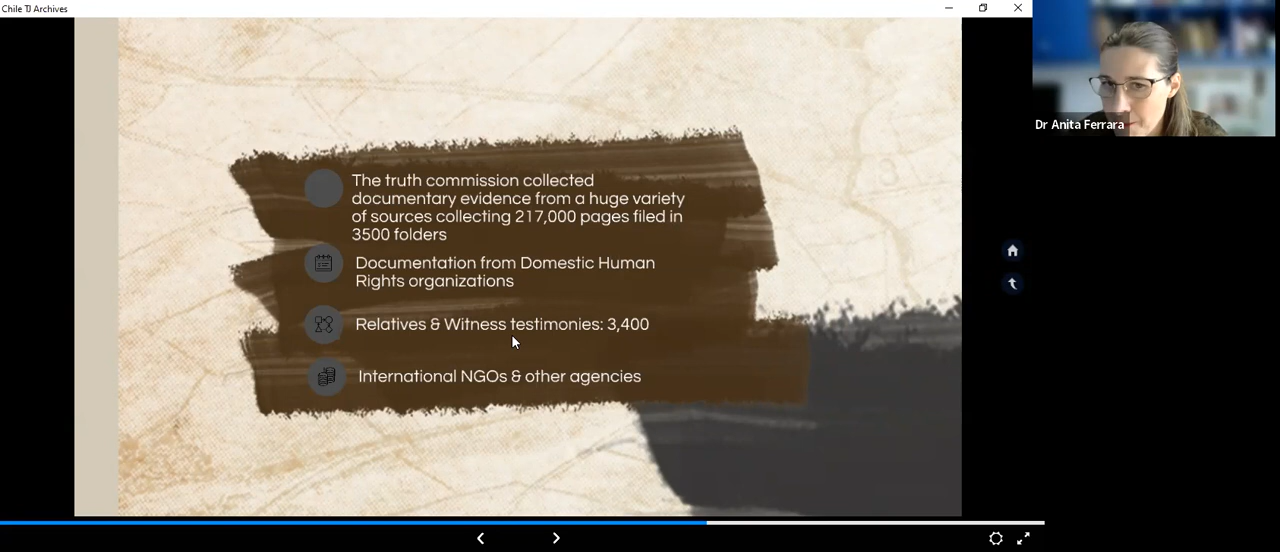 Chile TJ Archives
Dr Anita Ferrara
The truth commission collected
documentary evidence from a huge variety
of sources collecting 217,000 pages filed in
3500 folders
Documentation from Domestic Human
Rights organizations
Relatives & Witness testimonies: 3,400
International NGOs & other agencies